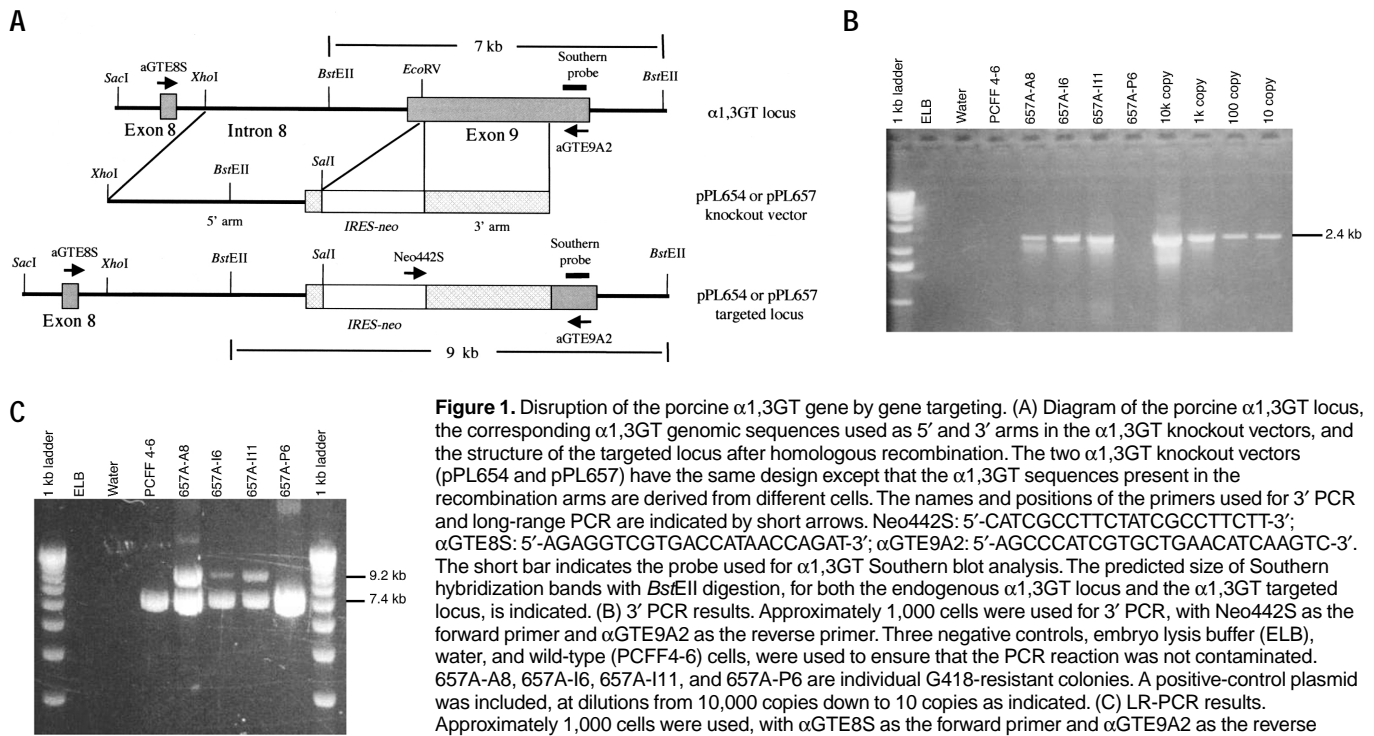 A
7 kb
Southern
probe
SacI
aGTE8S
XhoI
BstEII
EcoRV
BstEII
α1,3GT locus
Exon 8
Intron 8
Exon 9
aGTE9A2
XhoI
BstEII
SalI
pPL654 or pPL657
knockout vector
5' arm
IRES-neo
3' arm
SacI
aGTE8S
XhoI
BstEII
SalI
Neo442S
Southern
probe
BstEII
pPL654 or pPL657
targeted locus
Exon 8
IRES-neo
aGTE9A2
9 kb
B
1 kb ladder
ELB
Water
PCFF 4-6
657A-A8
657A-I6
657A-I11
657A-P6
10k copy
1k copy
100 copy
10 copy
2.4 kb
C
1 kb ladder
ELB
Water
PCFF 4-6
657A-A8
657A-I6
657A-I11
657A-P6
1 kb ladder
9.2 kb
7.4 kb
Figure 1. Disruption of the porcine α1,3GT gene by gene targeting. (A) Diagram of the porcine α1,3GT locus,
the corresponding α1,3GT genomic sequences used as 5′ and 3′ arms in the α1,3GT knockout vectors, and
the structure of the targeted locus after homologous recombination. The two α1,3GT knockout vectors
(pPL654 and pPL657) have the same design except that the α1,3GT sequences present in the
recombination arms are derived from different cells. The names and positions of the primers used for 3′ PCR
and long-range PCR are indicated by short arrows. Neo442S: 5′-CATCGCCTTCTATCGCCTTCTT-3′;
αGTE8S: 5′-AGAGGTCGTGACCATAACCAGAT-3′; αGTE9A2: 5′-AGCCCATCGTGCTGAACATCAAGTC-3′.
The short bar indicates the probe used for α1,3GT Southern blot analysis. The predicted size of Southern
hybridization bands with BstEII digestion, for both the endogenous α1,3GT locus and the α1,3GT targeted
locus, is indicated. (B) 3′ PCR results. Approximately 1,000 cells were used for 3′ PCR, with Neo442S as the
forward primer and αGTE9A2 as the reverse primer. Three negative controls, embryo lysis buffer (ELB),
water, and wild-type (PCFF4-6) cells, were used to ensure that the PCR reaction was not contaminated.
657A-A8, 657A-I6, 657A-I11, and 657A-P6 are individual G418-resistant colonies. A positive-control plasmid
was included, at dilutions from 10,000 copies down to 10 copies as indicated. (C) LR-PCR results.
Approximately 1,000 cells were used, with αGTE8S as the forward primer and αGTE9A2 as the reverse